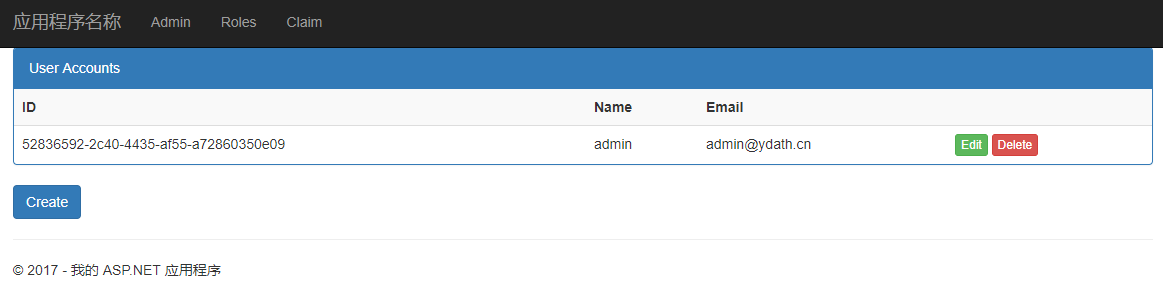 应用程序名称 Admin Roles Claim
User Accounts
ID Name Email
52836592-2c40-4435-af55-a72860350e09 admin admin@ydath.cn Edit Delete
Create
© 2017 - 我的 ASP.NET 应用程序